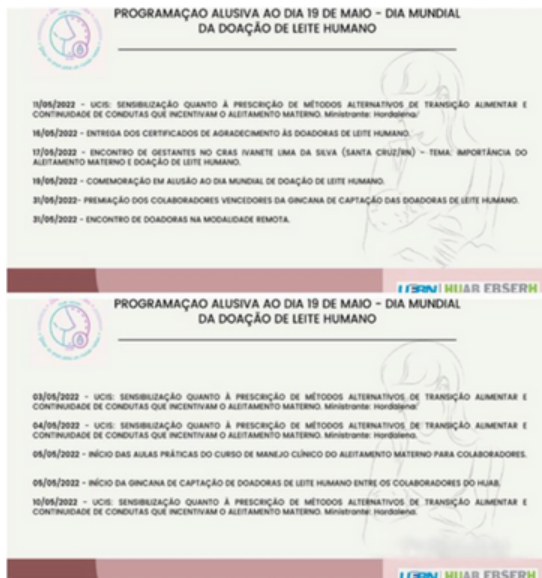 PROGRAMAÇAO ALUSIVA AO DIA 19 DE MAIO - DIA MUNDIAL
DA DOAÇÃO DE LEITE HUMANO
11/05/2022 - UCIS: SENSIBILIZAÇÃO QUANTO À PRESCRIÇÃO DE MÉTODOS ALTERNATIVOS DE TRANSIÇÃO ALIMENTAR E
CONTINUIDADE DE CONDUTAS QUE INCENTIVAM O ALEITAMENTO MATERNO. Ministrante: Hordalena/
16/05/2022 - ENTREGA DOS CERTIFICADOS DE AGRADECIMENTO ÀS DOADORAS DE LEITE HUMANO.
17/05/2022 - ENCONTRO DE GESTANTES NO CRAS IVANETE LIMA DA SILVA (SANTA CRUZ/RN) - TEMA: IMPORTÂNCIA DO
ALEITAMENTO MATERNO E DOAÇÃO DE LEITE HUMANO.
19/05/2022 - COMEMORAÇÃO EM ALUSÃO AO DIA MUNDIAL DE DOAÇÃO DE LEITE HUMANO.
31/05/2022- PREMIAÇÃO DOS COLABORADORES VENCEDORES DA GINCANA DE CAPTAÇÃO DAS DOADORAS DE LEITE HUMANO.
31/05/2022 - ENCONTRO DE DOADORAS NA MODALIDADE REMOTA.
UFRN HUAB EBSERH
PROGRAMAÇAO ALUSIVA AO DIA 19 DE MAIO - DIA MUNDIAL
DA DOAÇÃO DE LEITE HUMANO
03/05/2022 - UCIS: SENSIBILIZAÇÃO QUANTO À PRESCRIÇÃO DE MÉTODOS ALTERNATIVOS DE TRANSIÇÃO ALIMENTAR E
CONTINUIDADE DE CONDUTAS QUE INCENTIVAM O ALEITAMENTO MATERNO. Ministrante: Hordalena/
04/05/2022 - UCIS: SENSIBILIZAÇÃO QUANTO À PRESCRIÇÃO DE MÉTODOS ALTERNATIVOS DE TRANSIÇÃO ALIMENTAR E
CONTINUIDADE DE CONDUTAS QUE INCENTIVAM O ALEITAMENTO MATERNO. Ministrante: Hordalena.
05/05/2022 - INÍCIO DAS AULAS PRÁTICAS DO CURSO DE MANEJO CLÍNICO DO ALEITAMENTO MATERNO PARA COLABORADORES.
09/05/2022 - INÍCIO DA GINCANA DE CAPTAÇÃO DE DOADORAS DE LEITE HUMANO ENTRE OS COLABORADORES DO HUAB.
10/05/2022 - UCIS: SENSIBILIZAÇÃO QUANTO À PRESCRIÇÃO DE MÉTODOS ALTERNATIVOS DE TRANSIÇÃO ALIMENTAR E
CONTINUIDADE DE CONDUTAS QUE INCENTIVAM O ALEITAMENTO MATERNO. Ministrante: Hordalena.
UFRN HUAB EBSERH